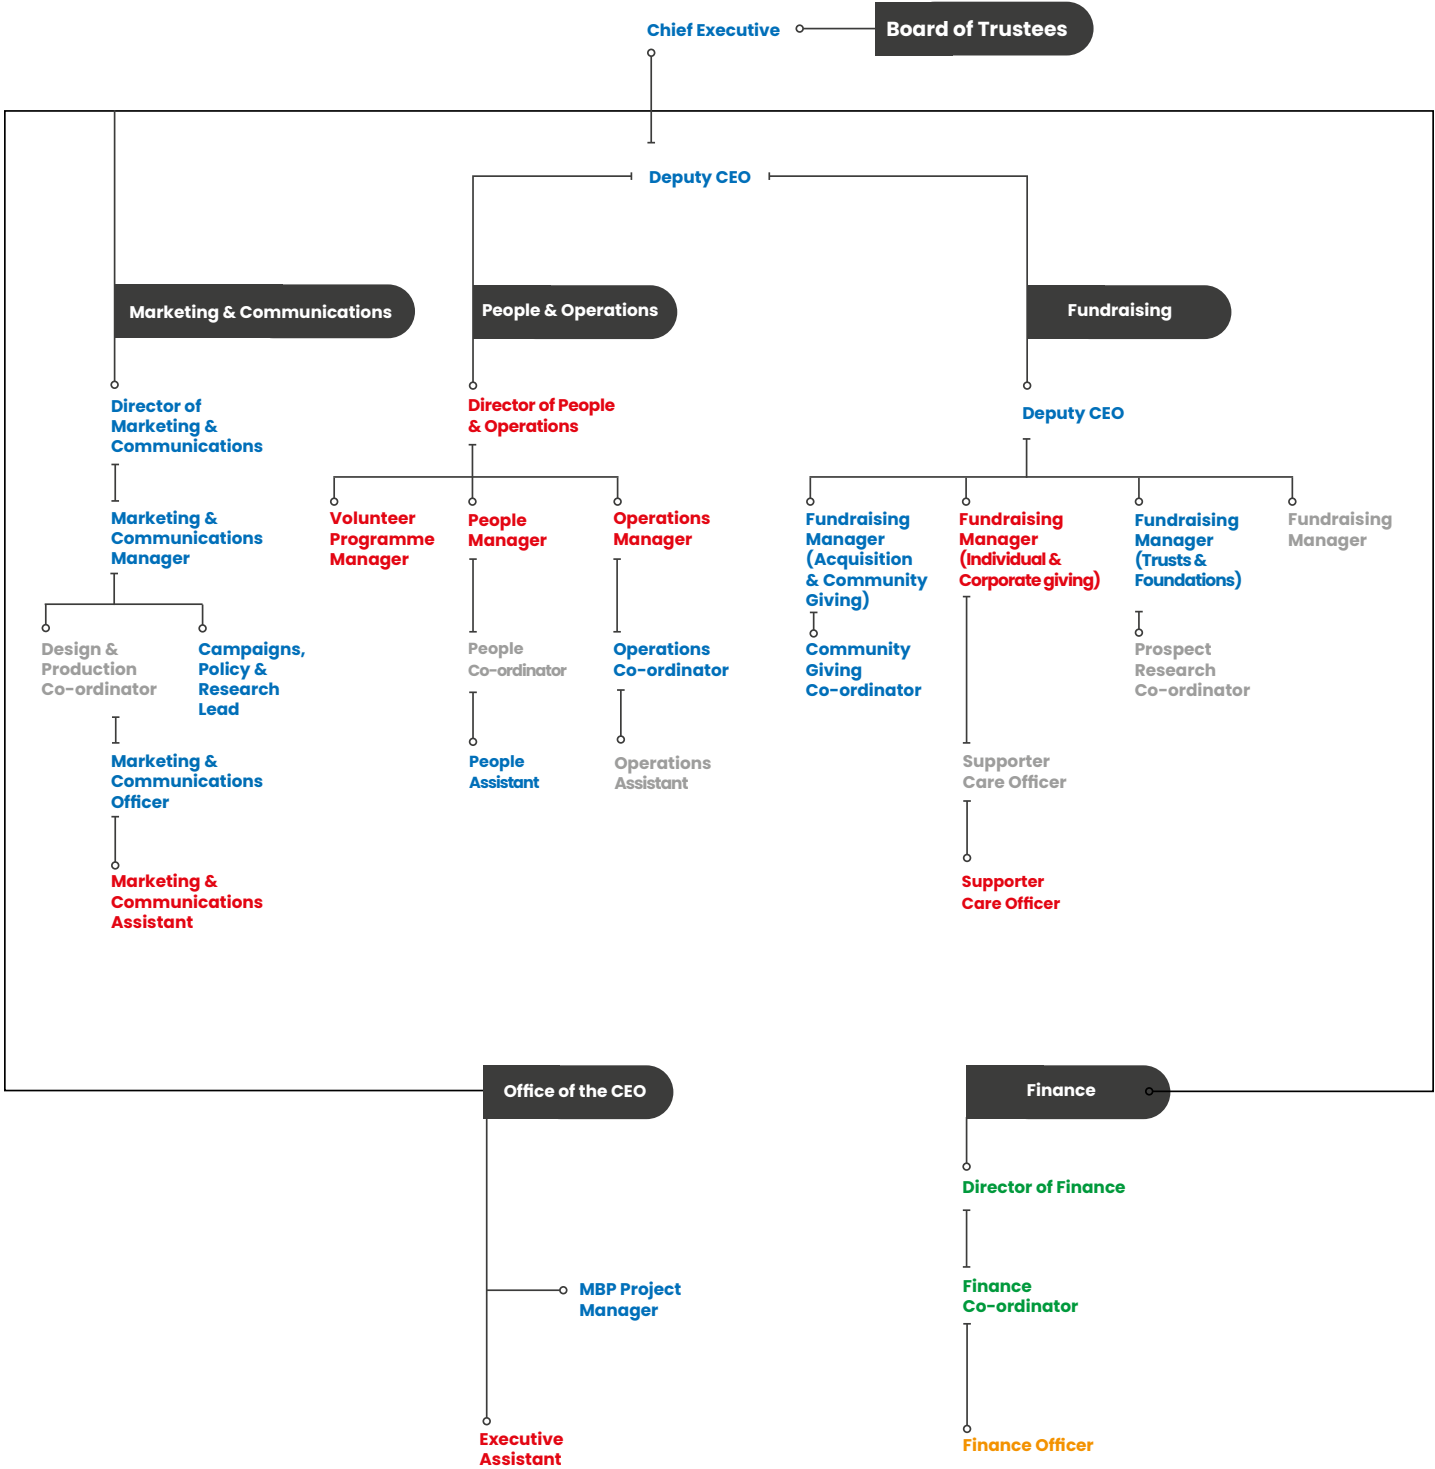 Chief Executive
Board of Trustees
Deputy CEO
Marketing & Communications
Director of
Marketing &
Communications
Marketing &
Communications
Manager
Design &
Production
Co-ordinator
Campaigns,
Policy &
Research
Lead
Marketing &
Communications
Officer
Marketing &
Communications
Assistant
People & Operations
Director of People
& Operations
Volunteer
Programme
Manager
People
Manager
People
Co-ordinator
People
Assistant
Operations
Manager
Operations
Co-ordinator
Operations
Assistant
Fundraising
Deputy CEO
Fundraising
Manager
(Acquisition
& Community
Giving)
Community
Giving
Co-ordinator
Fundraising
Manager
(Individual &
Corporate giving)
Supporter
Care Officer
Supporter
Care Officer
Fundraising
Manager
(Trusts &
Foundations)
Prospect
Research
Co-ordinator
Fundraising
Manager
Office of the CEO
MBP Project
Manager
Executive
Assistant
Finance
Director of Finance
Finance
Co-ordinator
Finance Officer